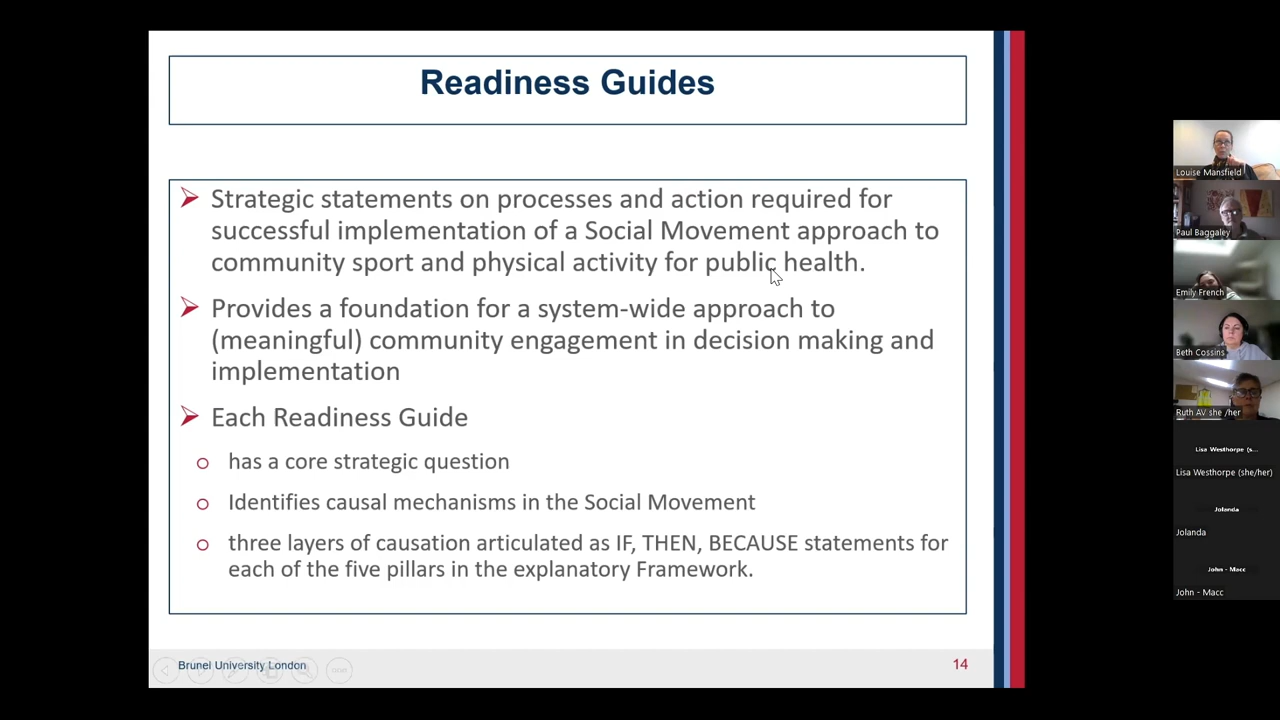 Readiness Guides
Strategic statements on processes and action required for
successful implementation of a Social Movement approach to
community sport and physical activity for public health.
Provides a foundation for a system-wide approach to
(meaningful) community engagement in decision making and
implementation
Each Readiness Guide
has a core strategic question
Identifies causal mechanisms in the Social Movement
three layers of causation articulated as IF, THEN, BECAUSE statements for
each of the five pillars in the explanatory Framework.
Brunel University London
14
Louise Mansfield
Paul Baggaley
Emily French
Beth Cossins
Ruth AV she /her
Lisa Westhorpe (s...
Lisa Westhorpe (she/her)
Jolanda
Jolanda
John - Macc
John - Macc